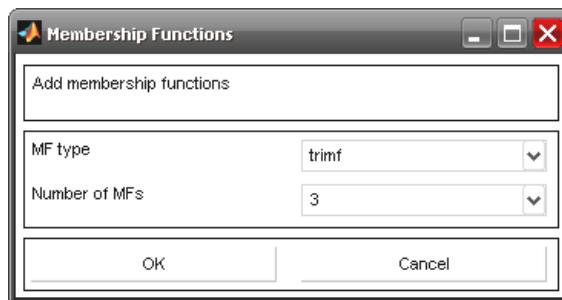 Membership Functions
Add membership functions
MF type
trimf
Number of MFs
3
OK
Cancel